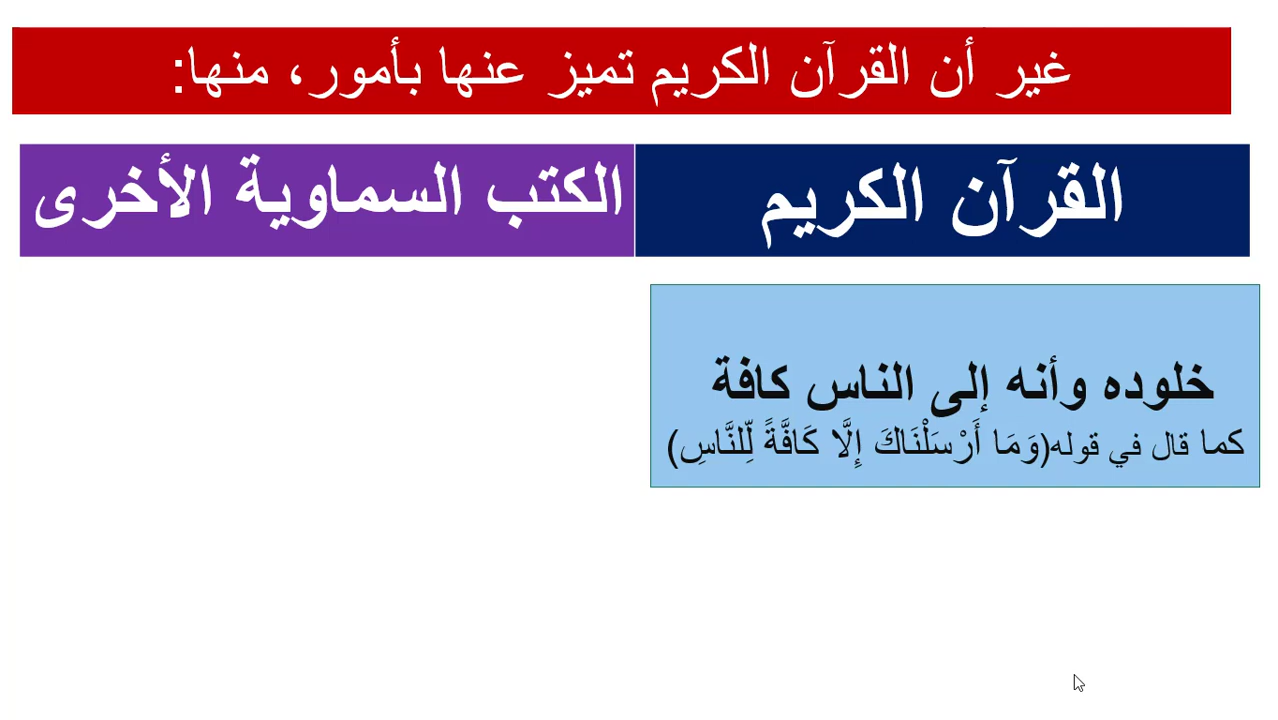 غير أن القرآن الكريم تميز عنها بأمور، منها:
القرآن الكريم
الكتب السماوية الأخرى
خلوده وأنه إلى الناس كافة
كما قال في قوله(وَمَا أَرْسَلْنَاكَ إِلَّا كَافَّةً لِّلنَّاسِ)